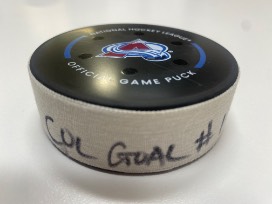 NATIONAL HOCKEY LEAGUE
OFFICIAL GAME PUCK
COL GOAL #